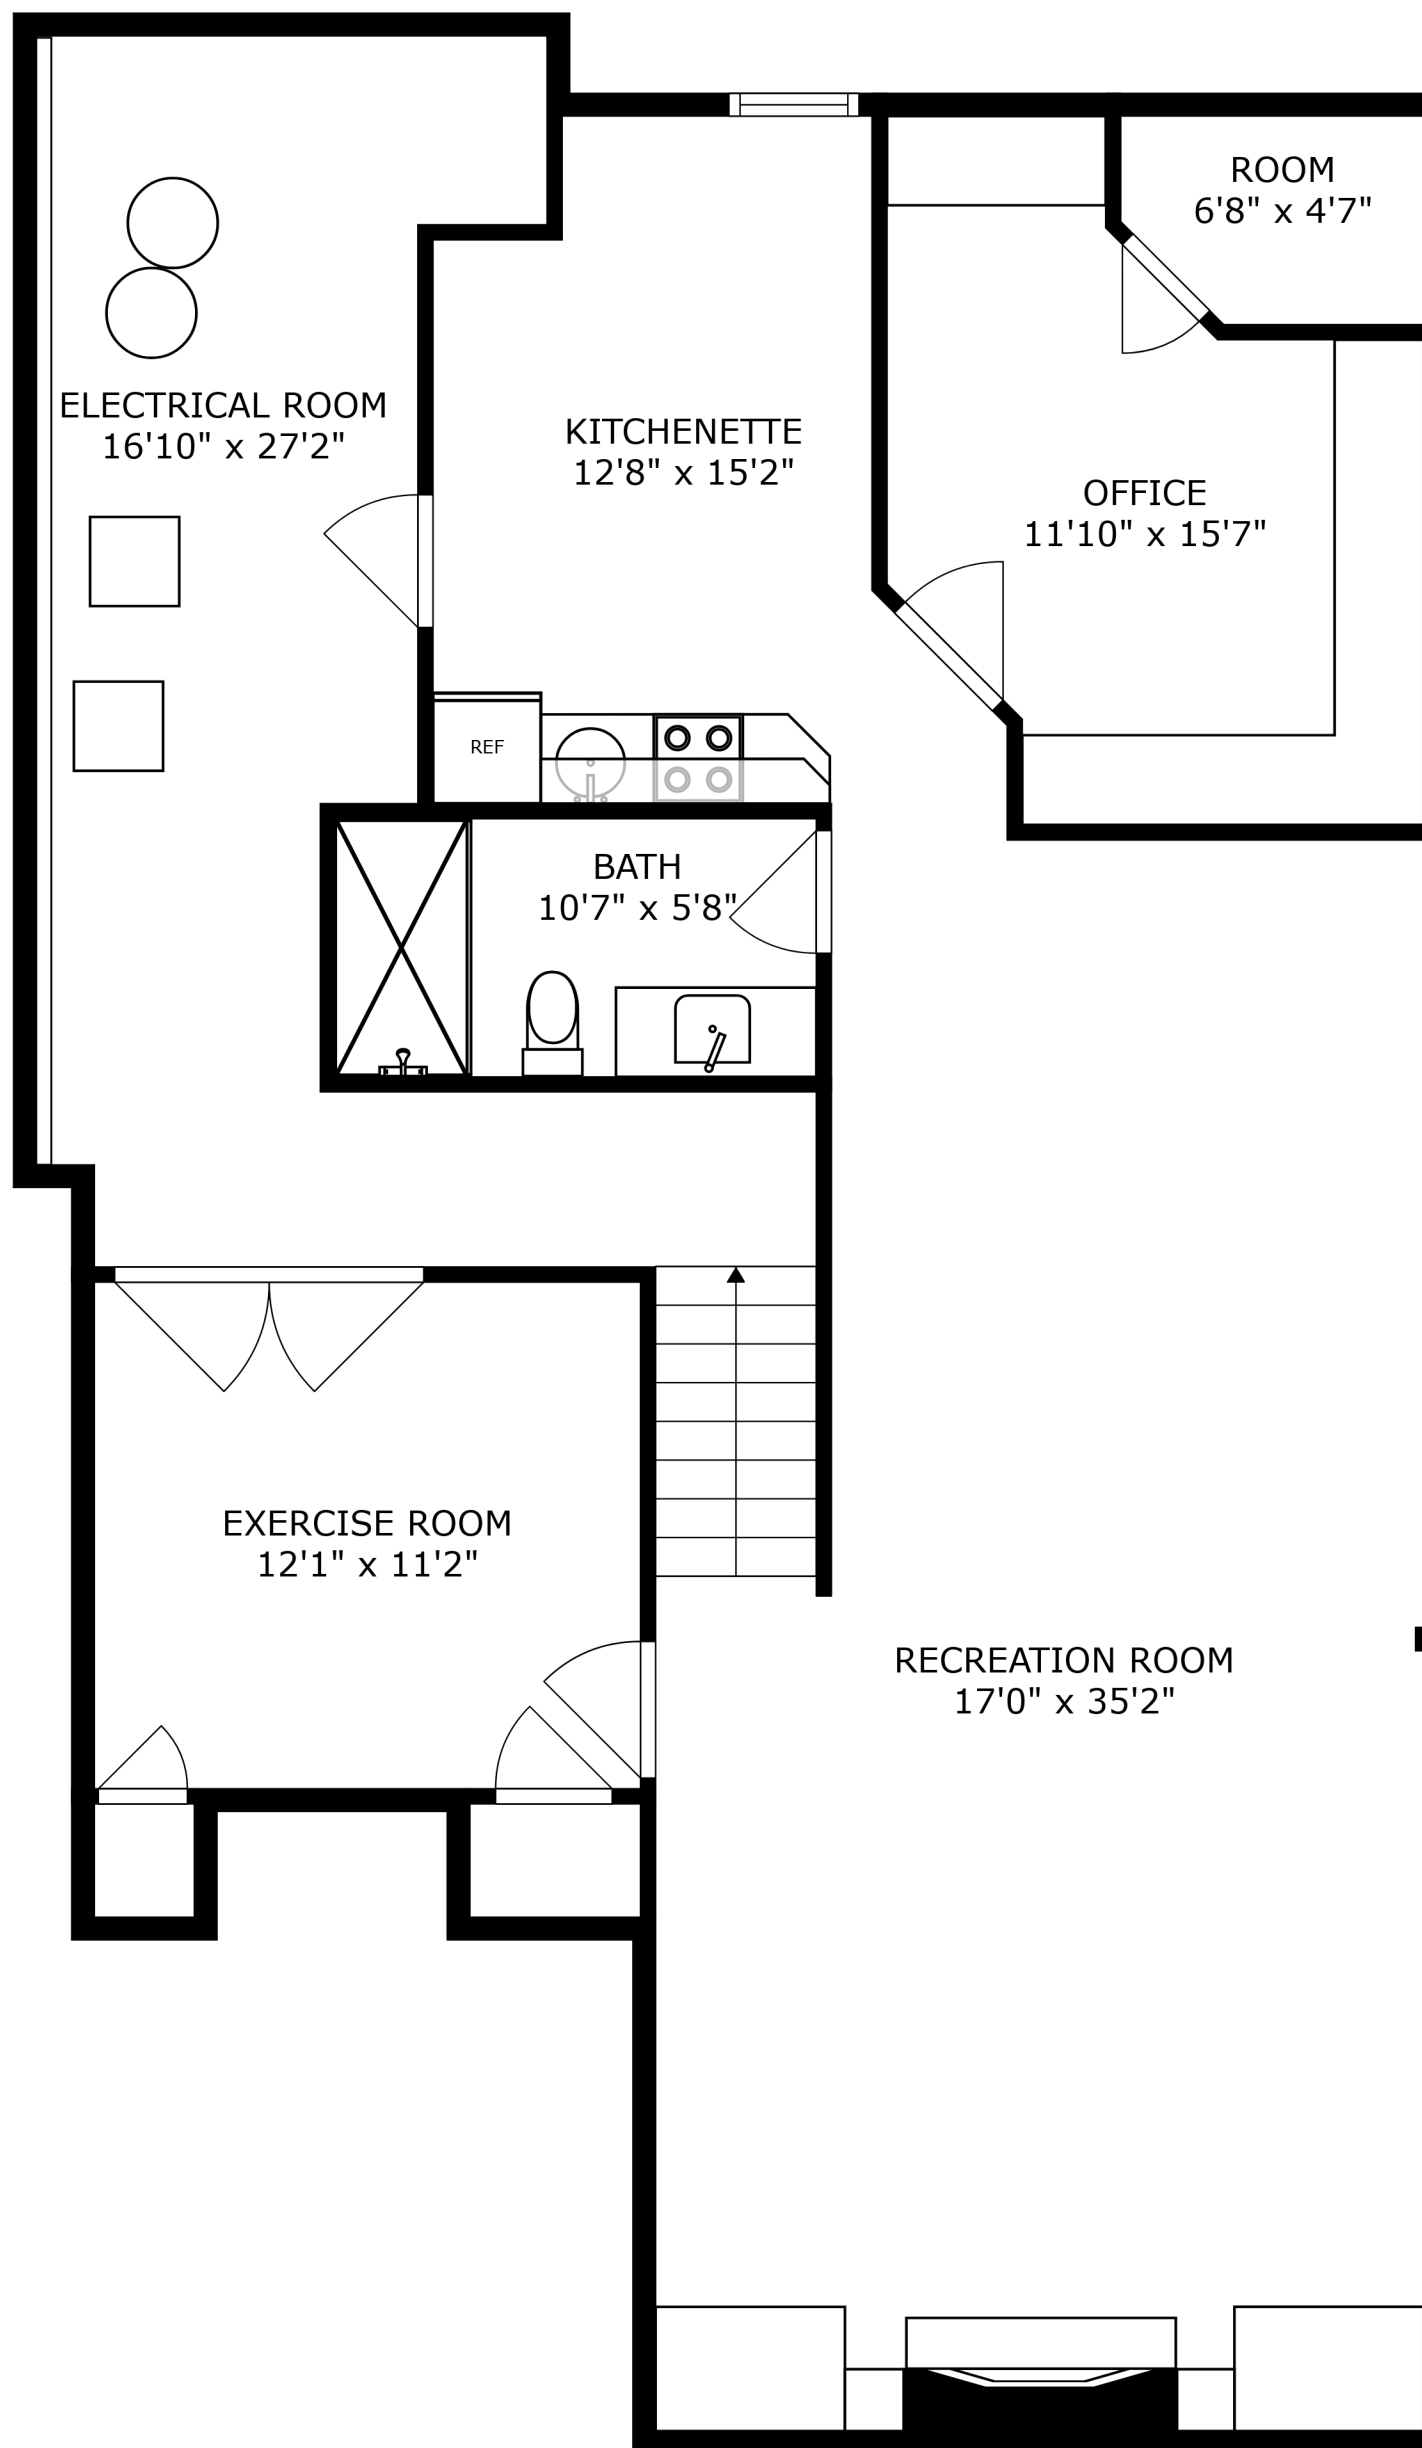 ROOM
6'8" x 4'7"
ELECTRICAL ROOM
16'10" x 27'2"
KITCHENETTE
12'8" x 15'2"
OFFICE
11'10" x 15'7"
REF
BATH
10'7" x 5'8"
EXERCISE ROOM
12'1" x 11'2"
RECREATION ROOM
17'0" x 35'2"